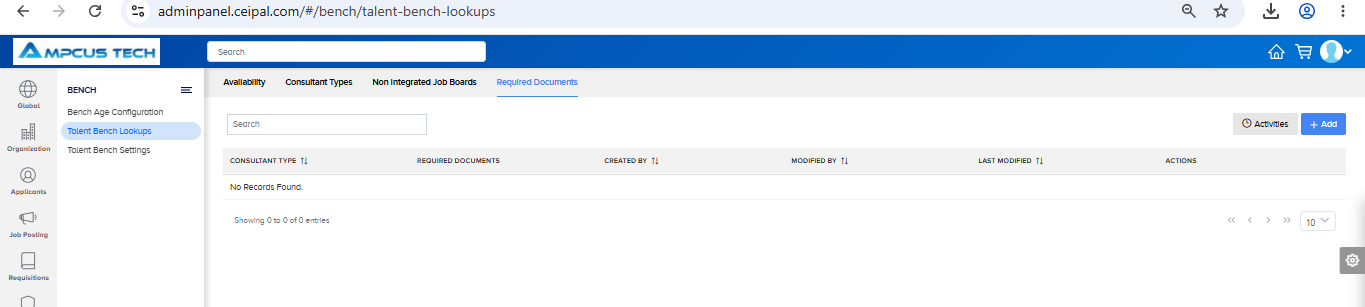 adminpanel.ceipal.com/#/bench/talent-bench-lookups
AMPCUS TECH
Search
Global
Organization
Applicants
Job Posting
Requisitions
BENCH
Bench Age Configuration
Talent Bench Lookups
Talent Bench Settings
Availability Consultant Types Non Integrated Job Boards Required Documents
Search
Activities + Add
CONSULTANT TYPE REQUIRED DOCUMENTS CREATED BY MODIFIED BY LAST MODIFIED ACTIONS
No Records Found.
Showing 0 to 0 of 0 entries
« ‹ › » 10